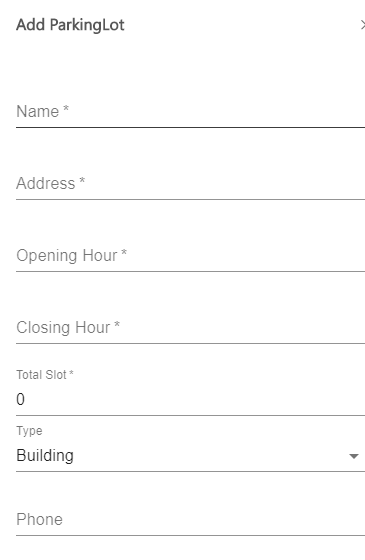 Add ParkingLot
Name *
Address *
Opening Hour *
Closing Hour *
Total Slot *
0
Type
Building
Phone